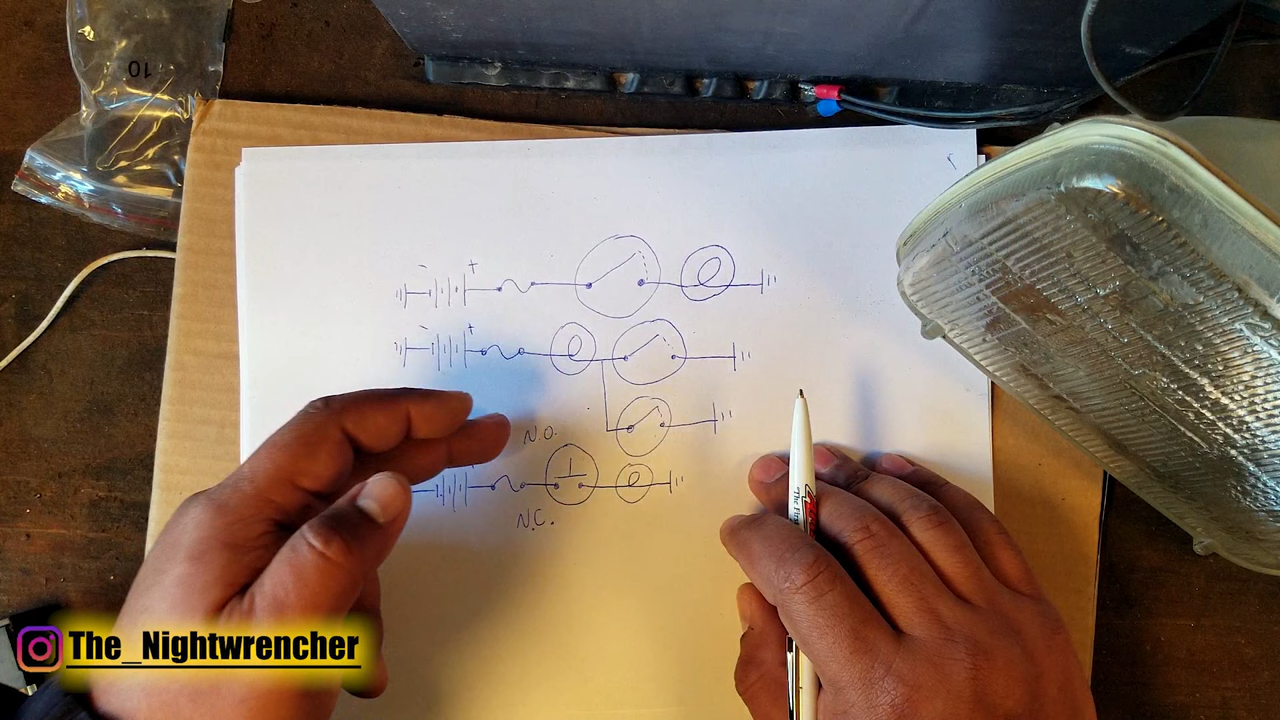 10
- +
- +
N.O.
N.C.
The_Nightwrencher